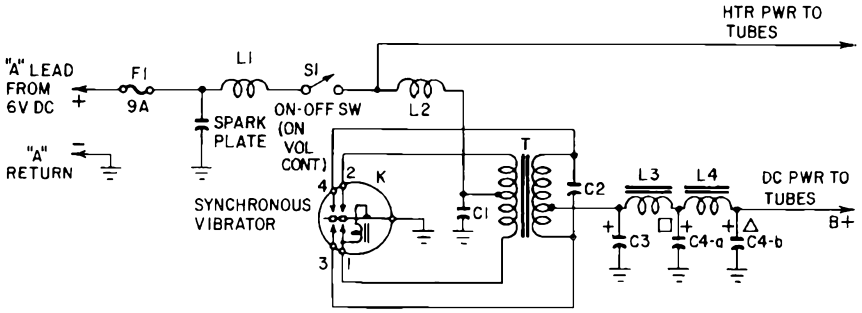 HTR PWR TO
TUBES
"A" LEAD
FROM
6V DC
+
F1
9A
L1
S1
ON-OFF SW
(ON
VOL
CONT)
L2
SPARK
PLATE
"A"
RETURN
−
SYNCHRONOUS
VIBRATOR
4
2
K
3
1
C1
T
C2
L3
L4
DC PWR TO
TUBES
B+
+
C3
+
C4-a
+
C4-b